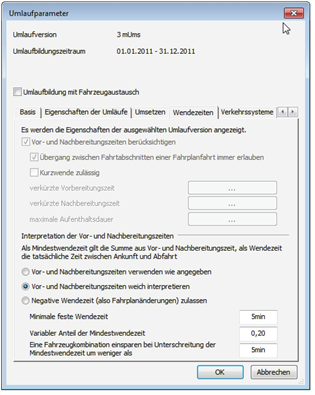 Umlaufparameter
Umlaufversion 3 mUms
Umlaufbildungszeitraum 01.01.2011 - 31.12.2011
Umlaufbildung mit Fahrzeugaustausch
Basis Eigenschaften der Umläufe Umsetzen Wendezeiten Verkehrssysteme
Es werden die Eigenschaften der ausgewählten Umlaufversion angezeigt.
Vor- und Nachbereitungszeiten berücksichtigen
Übergang zwischen Fahrtabschnitten einer Fahrplanfahrt immer erlauben
Kurzwende zulässig
verkürzte Vorbereitungszeit ...
verkürzte Nachbereitungszeit ...
maximale Aufenthaltsdauer ...
Interpretation der Vor- und Nachbereitungszeiten
Als Mindestwendezeit gilt die Summe aus Vor- und Nachbereitungszeit, als Wendezeit
die tatsächliche Zeit zwischen Ankunft und Abfahrt
Vor- und Nachbereitungszeiten verwenden wie angegeben
Vor- und Nachbereitungszeiten weich interpretieren
Negative Wendezeit (also Fahrplanänderungen) zulassen
Minimale feste Wendezeit 5min
Variabler Anteil der Mindestwendezeit 0,20
Eine Fahrzeugkombination einsparen bei Unterschreitung der
Mindestwendezeit um weniger als 5min
OK Abbrechen